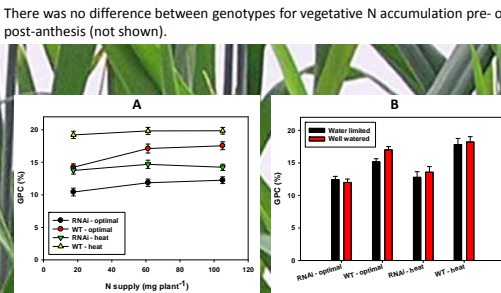 There was no difference between genotypes for vegetative N accumulation pre- o
post-anthesis (not shown).
A
20
15
10
5
0
GPC (%)
RNAi - optimal
WT - optimal
RNAi - heat
WT - heat
0 20 40 60 80 100 120
N supply (mg plant-1)
B
20
15
10
5
0
GPC (%)
Water limited
Well watered
RNAi - optimal
WT - optimal
RNAi - heat
WT - heat